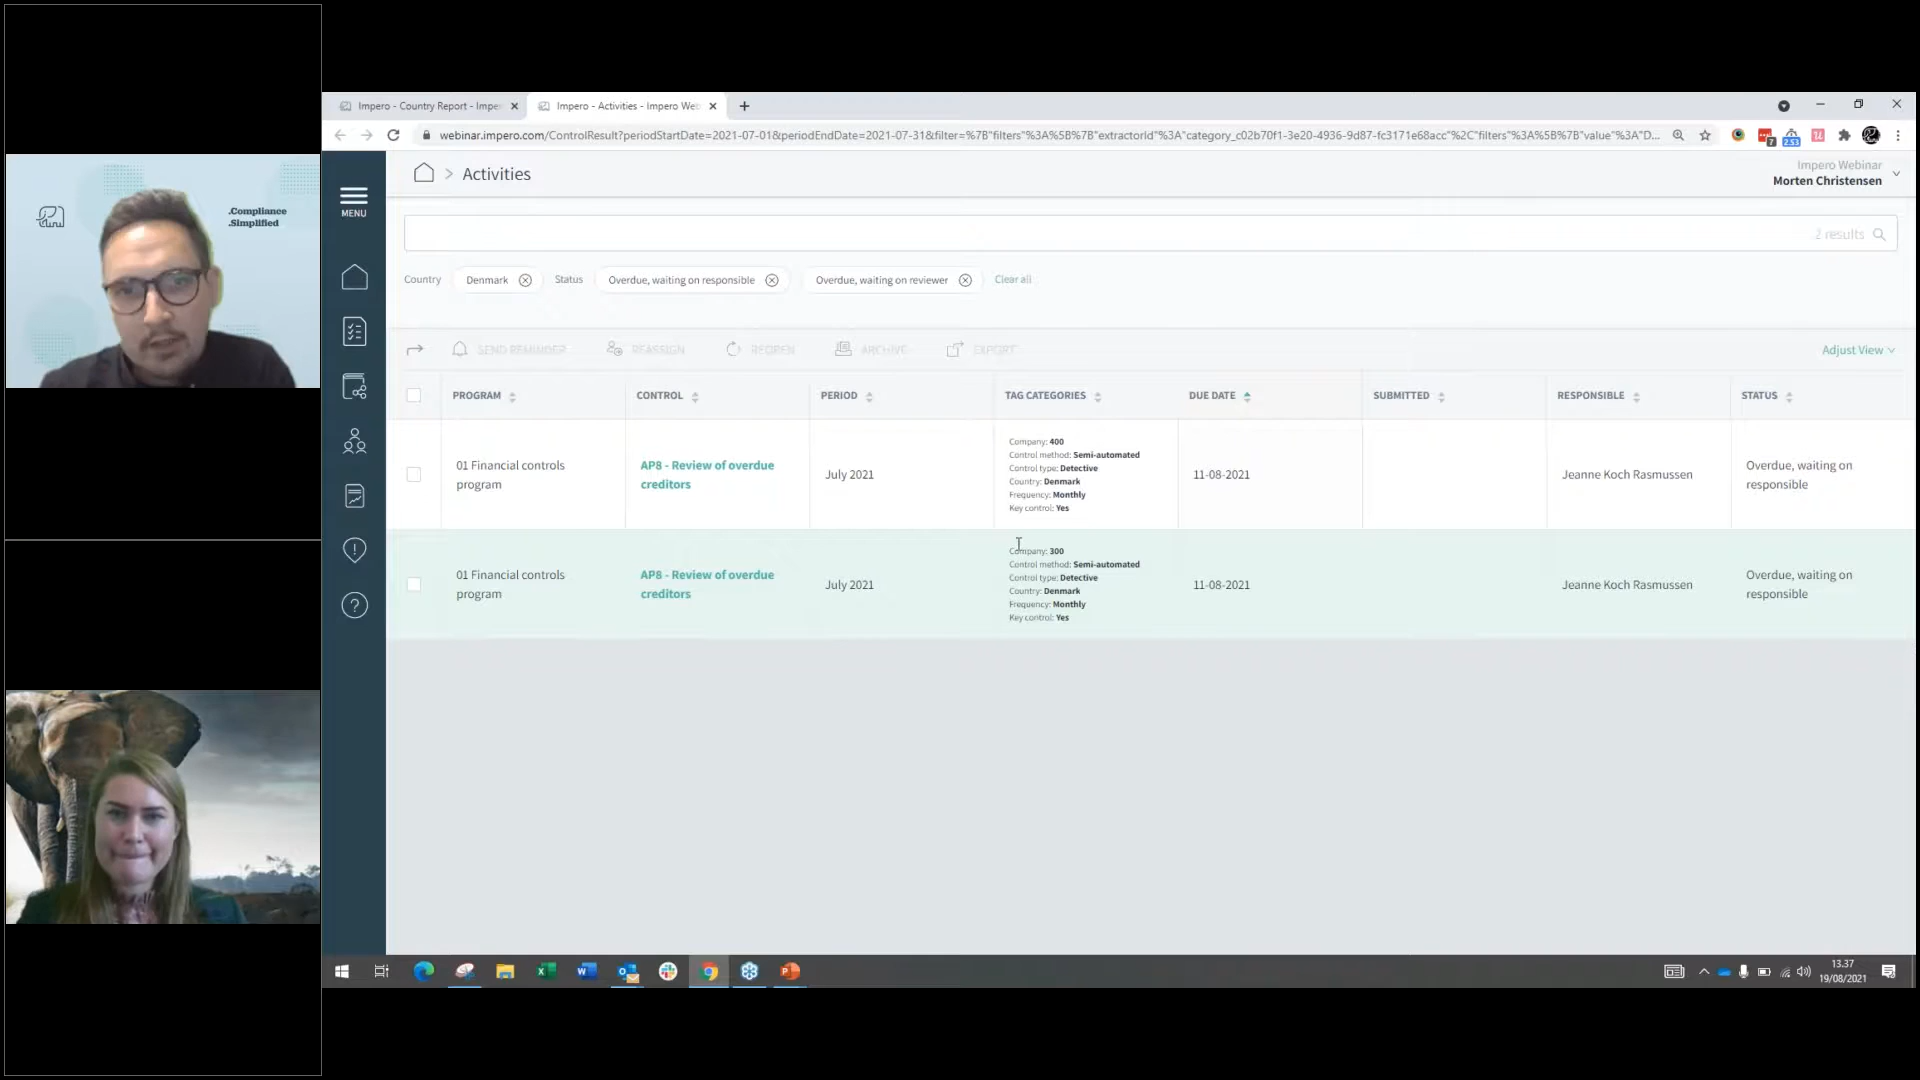 .Compliance
.Simplified
Impero - Country Report - Impe
Impero - Activities - Impero Web
webinar.impero.com/ControlResult?periodStartDate=2021-07-01&periodEndDate=2021-07-31&filter=%7B"filters"%3A%5B%7B"extractorId"%3A"category_c02b70f1-3e20-4936-9d87-fc3171e68acc"%2C"filters"%3A%5B%7B"value"%3A"D...
7
2.53
MENU
> Activities
Impero Webinar
Morten Christensen
2 results
Country Denmark Status Overdue, waiting on responsible Overdue, waiting on reviewer Clear all
SEND REMINDER REASSIGN REOPEN ARCHIVE EXPORT Adjust View
PROGRAM CONTROL PERIOD TAG CATEGORIES DUE DATE SUBMITTED RESPONSIBLE STATUS
01 Financial controls
program
AP8 - Review of overdue
creditors
July 2021
Company: 400
Control method: Semi-automated
Control type: Detective
Country: Denmark
Frequency: Monthly
Key control: Yes
11-08-2021
Jeanne Koch Rasmussen
Overdue, waiting on
responsible
01 Financial controls
program
AP8 - Review of overdue
creditors
July 2021
Company: 300
Control method: Semi-automated
Control type: Detective
Country: Denmark
Frequency: Monthly
Key control: Yes
11-08-2021
Jeanne Koch Rasmussen
Overdue, waiting on
responsible
13.37
19/08/2021